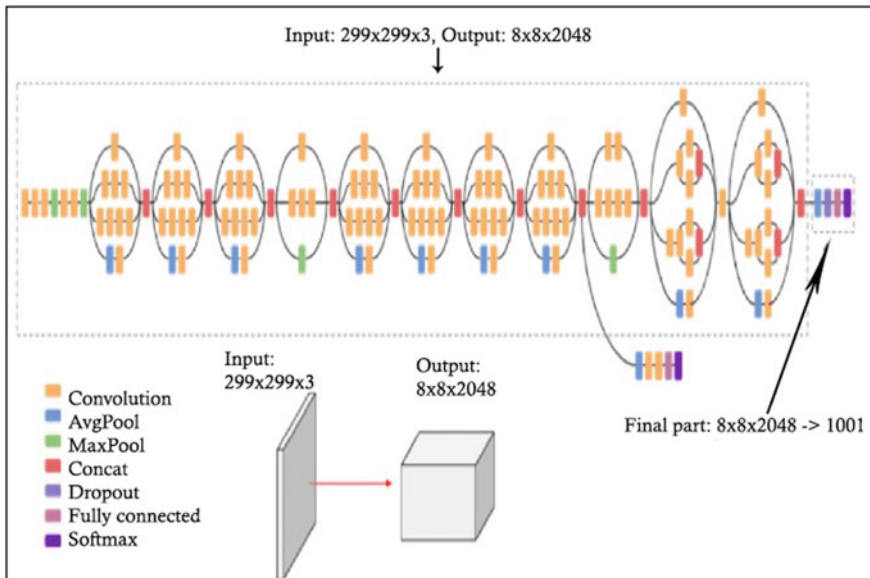 Input: 299x299x3, Output: 8x8x2048
Input:
299x299x3
Output:
8x8x2048
Convolution
AvgPool
MaxPool
Concat
Dropout
Fully connected
Softmax
Final part: 8x8x2048 -> 1001